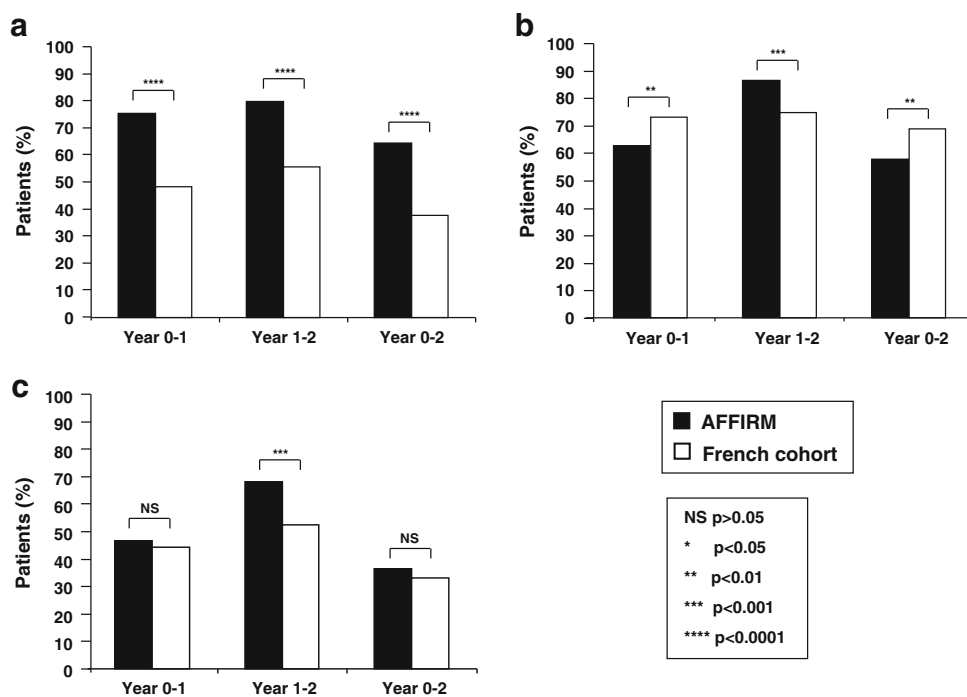 a
100
90
80
70
60
50
40
30
20
10
0
Patients (%)
****
****
****
Year 0-1 Year 1-2 Year 0-2
b
100
90
80
70
60
50
40
30
20
10
0
Patients (%)
**
***
**
Year 0-1 Year 1-2 Year 0-2
c
100
90
80
70
60
50
40
30
20
10
0
Patients (%)
NS
***
NS
Year 0-1 Year 1-2 Year 0-2
AFFIRM
French cohort
NS p>0.05
* p<0.05
** p<0.01
*** p<0.001
**** p<0.0001